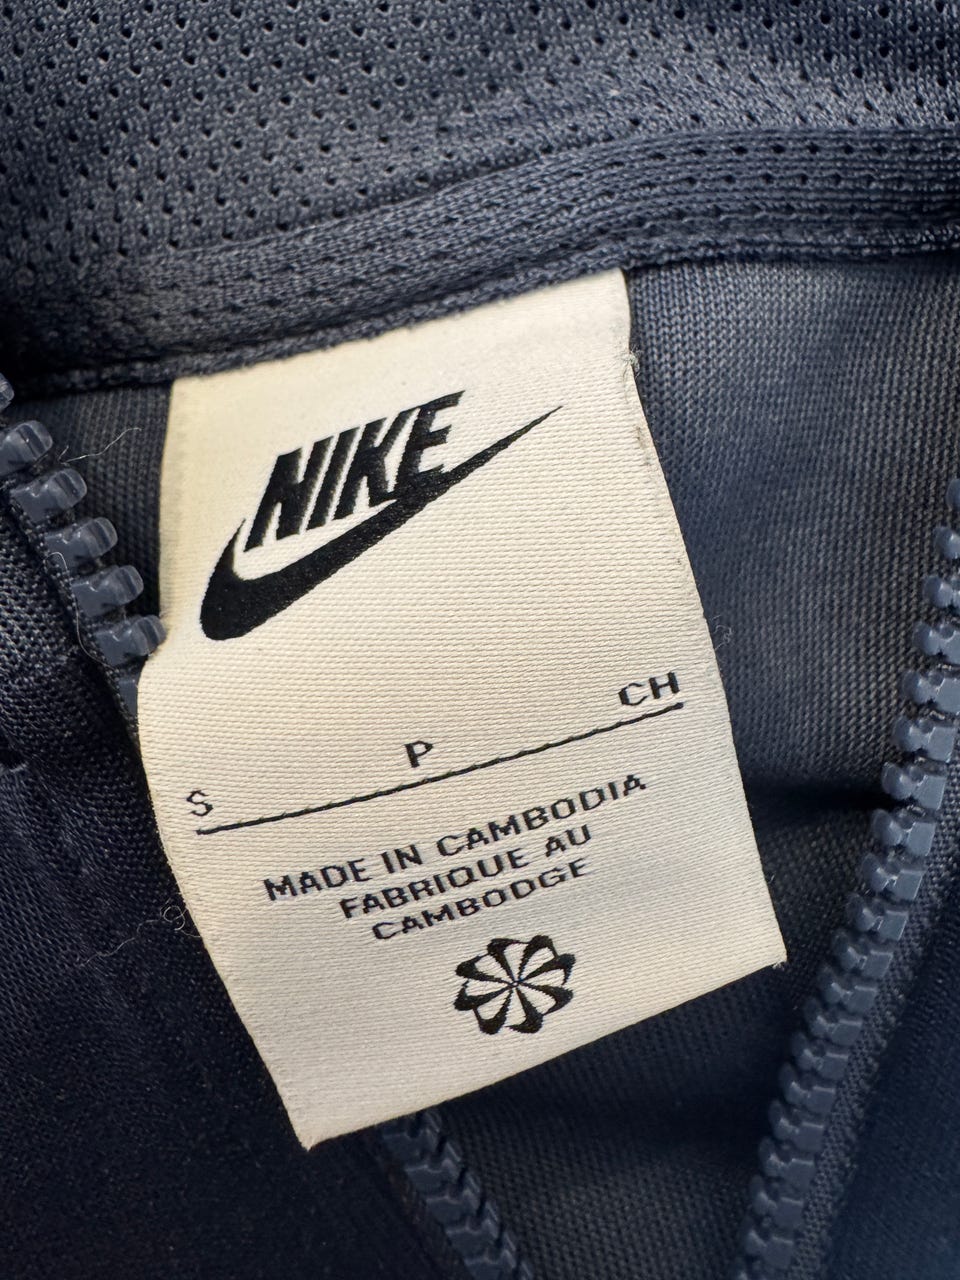 NIKE
S P CH
MADE IN CAMBODIA
FABRIQUE AU
CAMBODGE